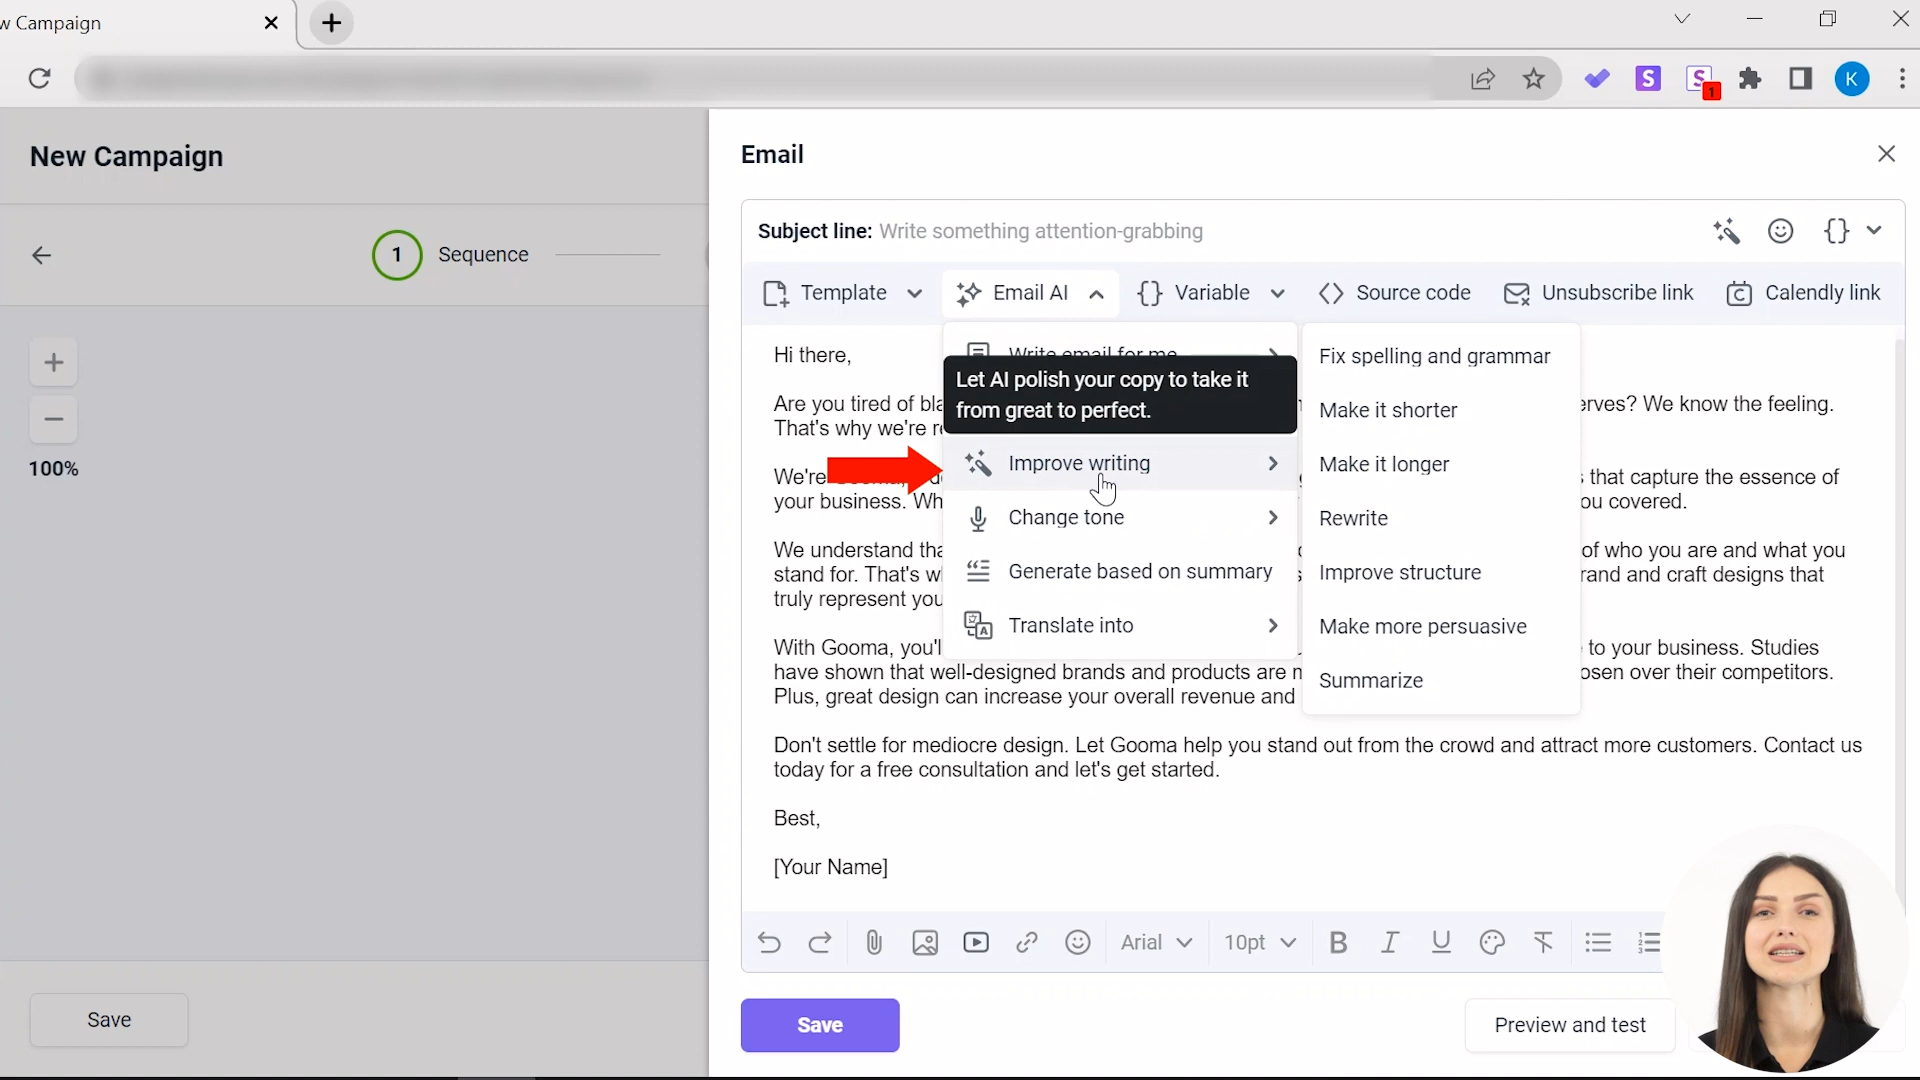 w Campaign
K
1
New Campaign
Email
Subject line: Write something attention-grabbing
1 Sequence
Template
Email AI
Variable
Source code
Unsubscribe link
Calendly link
Hi there,
Write email for me
Fix spelling and grammar
Let AI polish your copy to take it
from great to perfect.
Are you tired of
erves? We know the feeling.
Make it shorter
That's why we're
100%
Improve writing
Make it longer
We're
that capture the essence of
your business.
ou covered.
Change tone
Rewrite
We understand
of who you are and what you
stand for. That's
rand and craft designs that
Generate based on summary
Improve structure
truly represent you
Translate into
Make more persuasive
With Gooma, you'l
to your business. Studies
have shown that well-designed brands and products are
osen over their competitors.
Summarize
Plus, great design can increase your overall revenue and
Don't settle for mediocre design. Let Gooma help you stand out from the crowd and attract more customers. Contact us
today for a free consultation and let's get started.
Best,
[Your Name]
Arial
10pt
B I U
Save
Save
Preview and test